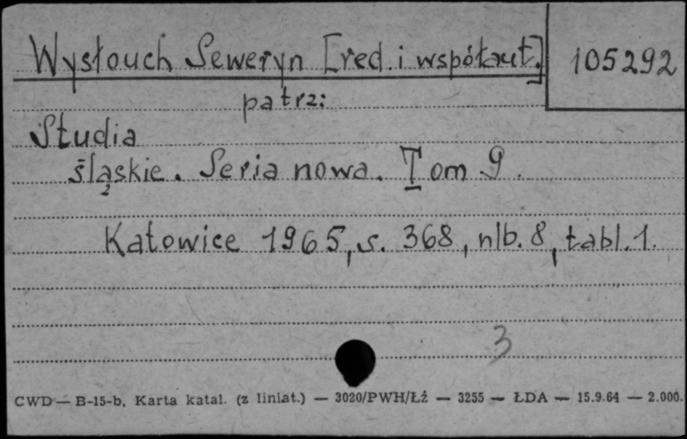 Wysłouch Seweryn [red. i współaut.]
105292
patrz:
Studia
śląskie. Seria nowa. Tom 9.
Katowice 1965, s. 368, nlb. 8, tabl. 1.
3
CWD — B-15-b, Karta katal. (z liniat.) — 3020/PWH/Łź — 3255 — ŁDA — 15.9.64 — 2.000.